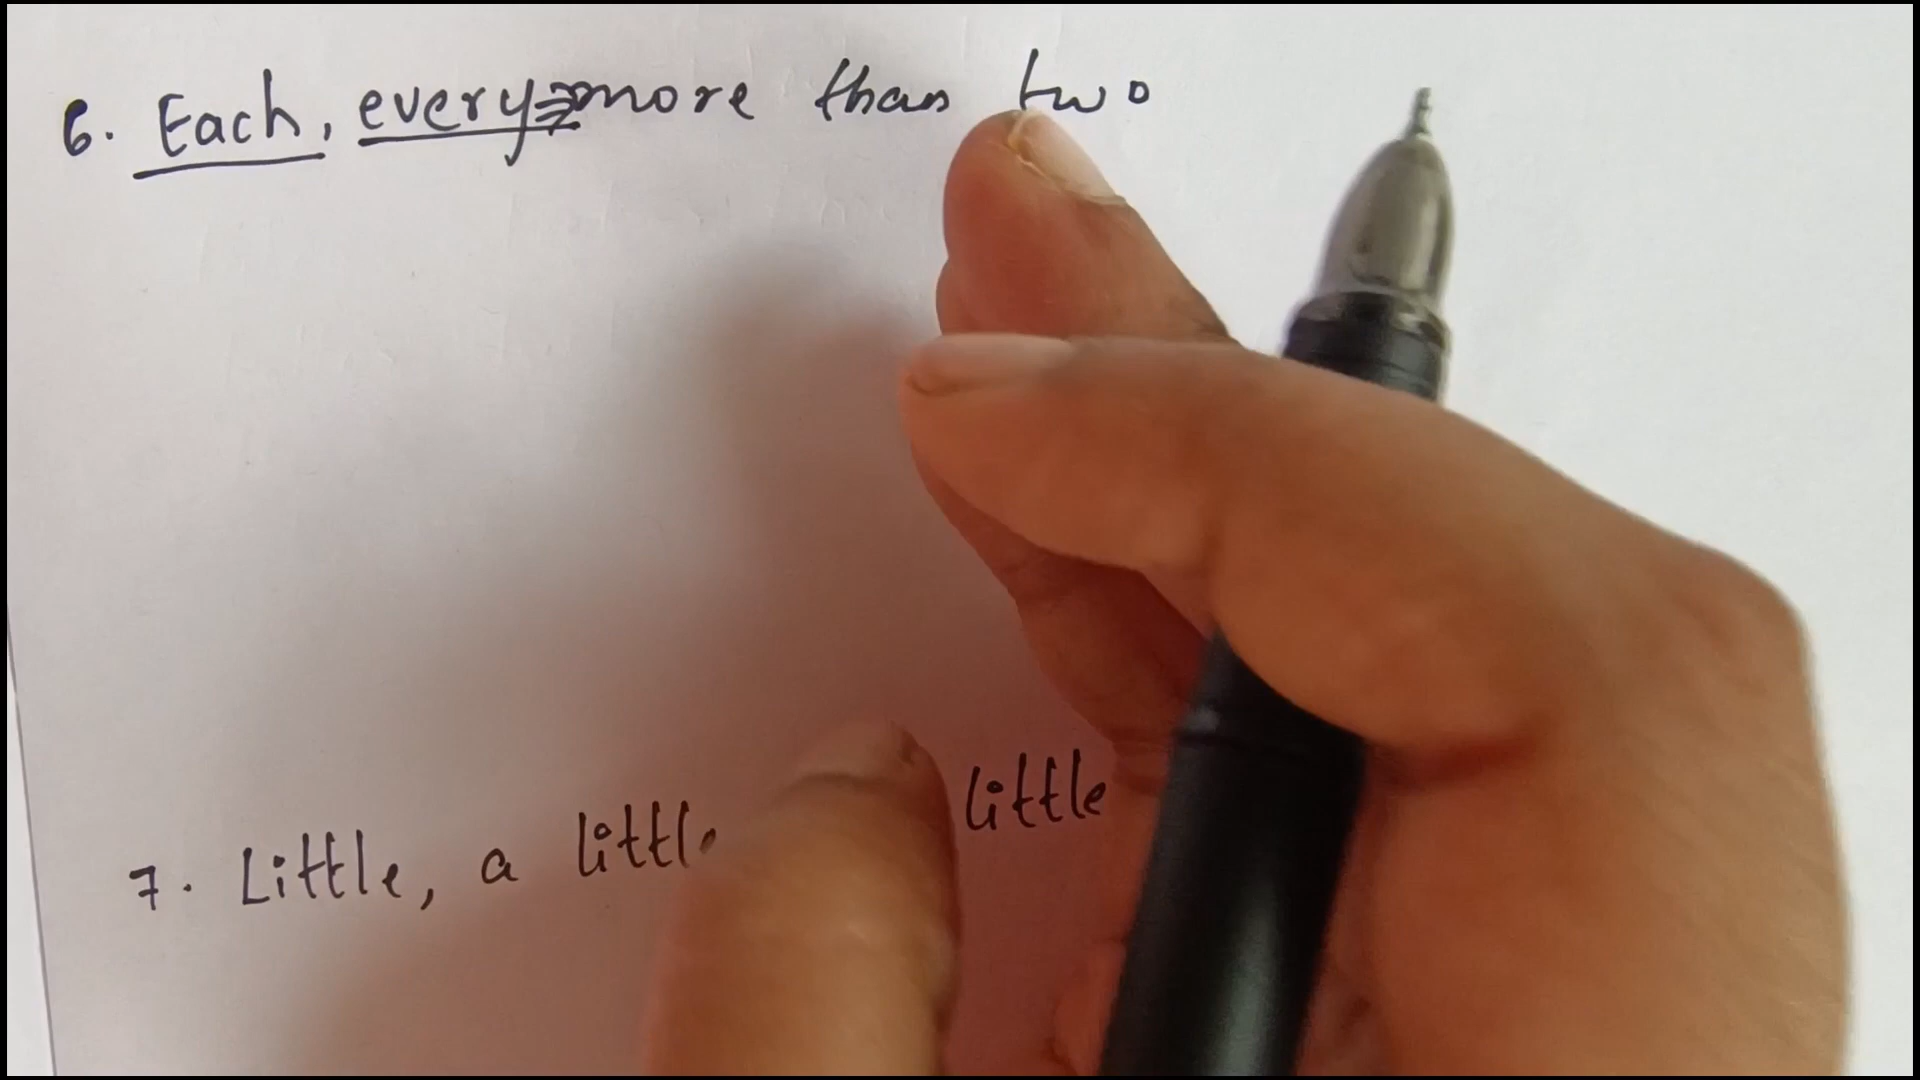 6. Each, every⇒more than two
7. Little, a little little